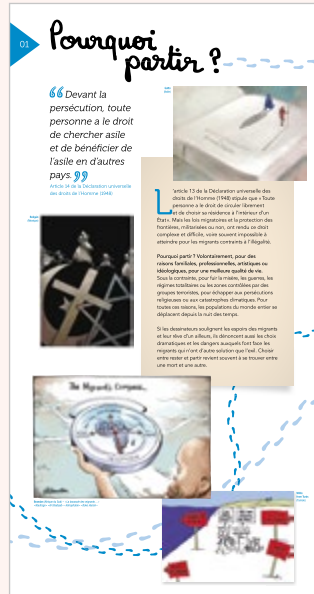 01
Pourquoi
partir ?
“ Devant la
persécution, toute
personne a le droit
de chercher asile
et de bénéficier de
l'asile en d'autres
pays. ”
Article 14 de la Déclaration universelle
des droits de l'Homme (1948)
L'article 13 de la Déclaration universelle des
droits de l'Homme (1948) stipule que « Toute
personne a le droit de circuler librement
et de choisir sa résidence à l'intérieur d'un
État ». Mais les lois migratoires et la protection des
frontières, militarisées ou non, ont rendu ce droit
complexe et difficile, voire souvent impossible à
atteindre pour les migrants contraints à l'illégalité.
Pourquoi partir ? Volontairement, pour des
raisons familiales, professionnelles, artistiques ou
idéologiques, pour une meilleure qualité de vie.
Sous la contrainte, pour fuir la misère, les guerres, les
régimes totalitaires ou les zones contrôlées par des
groupes terroristes, pour échapper aux persécutions
religieuses ou aux catastrophes climatiques. Pour
toutes ces raisons, les populations du monde entier se
déplacent depuis la nuit des temps.
Si les dessinateurs soulignent les espoirs des migrants
et leur rêve d'un ailleurs, ils dénoncent aussi les choix
dramatiques et les dangers auxquels font face les
migrants qui n'ont d'autre solution que l'exil. Choisir
entre rester et partir revient souvent à se trouver entre
une mort et une autre.
The Migrants Compass...